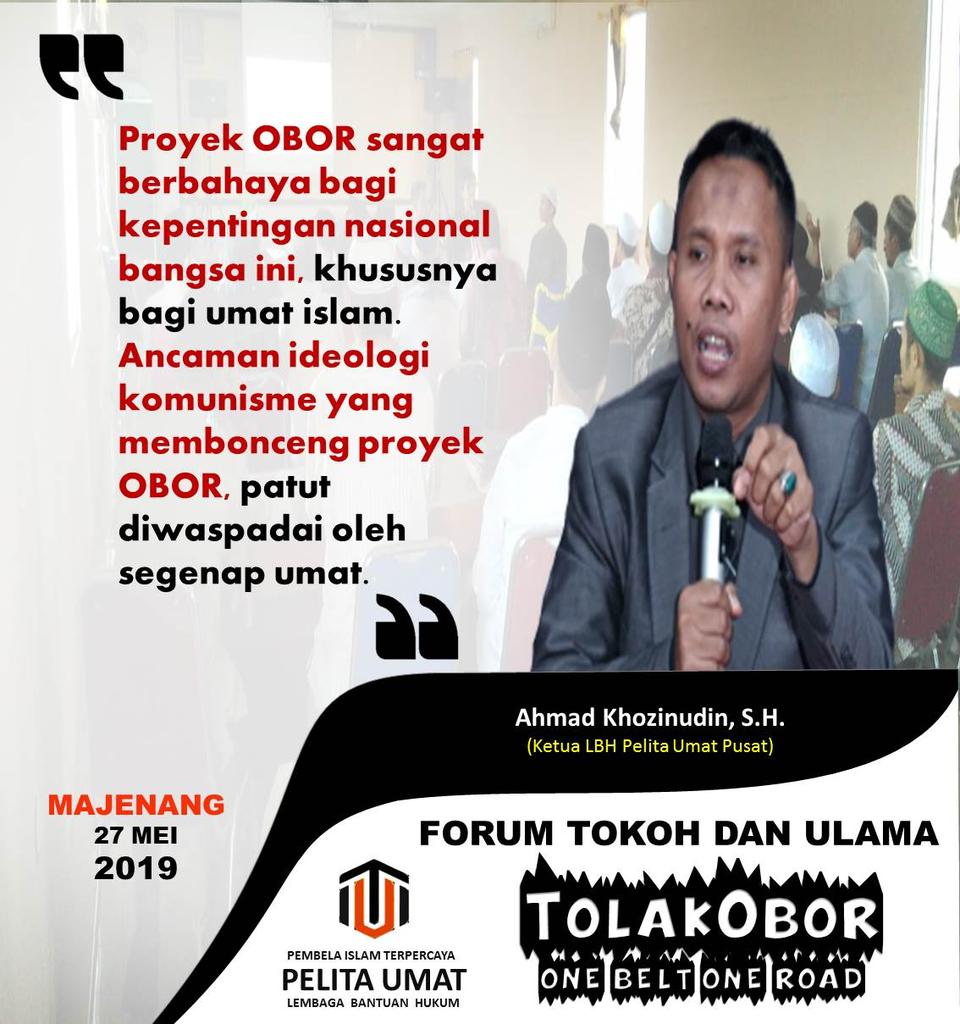 Proyek OBOR sangat
berbahaya bagi
kepentingan nasional
bangsa ini, khususnya
bagi umat islam.
Ancaman ideologi
komunisme yang
membonceng proyek
OBOR, patut
diwaspadai oleh
segenap umat.
Ahmad Khozinudin, S.H.
(Ketua LBH Pelita Umat Pusat)
MAJENANG
27 MEI
2019
FORUM TOKOH DAN ULAMA
TOLAKOBOR
ONE BELT ONE ROAD
PEMBELA ISLAM TERPERCAYA
PELITA UMAT
LEMBAGA BANTUAN HUKUM